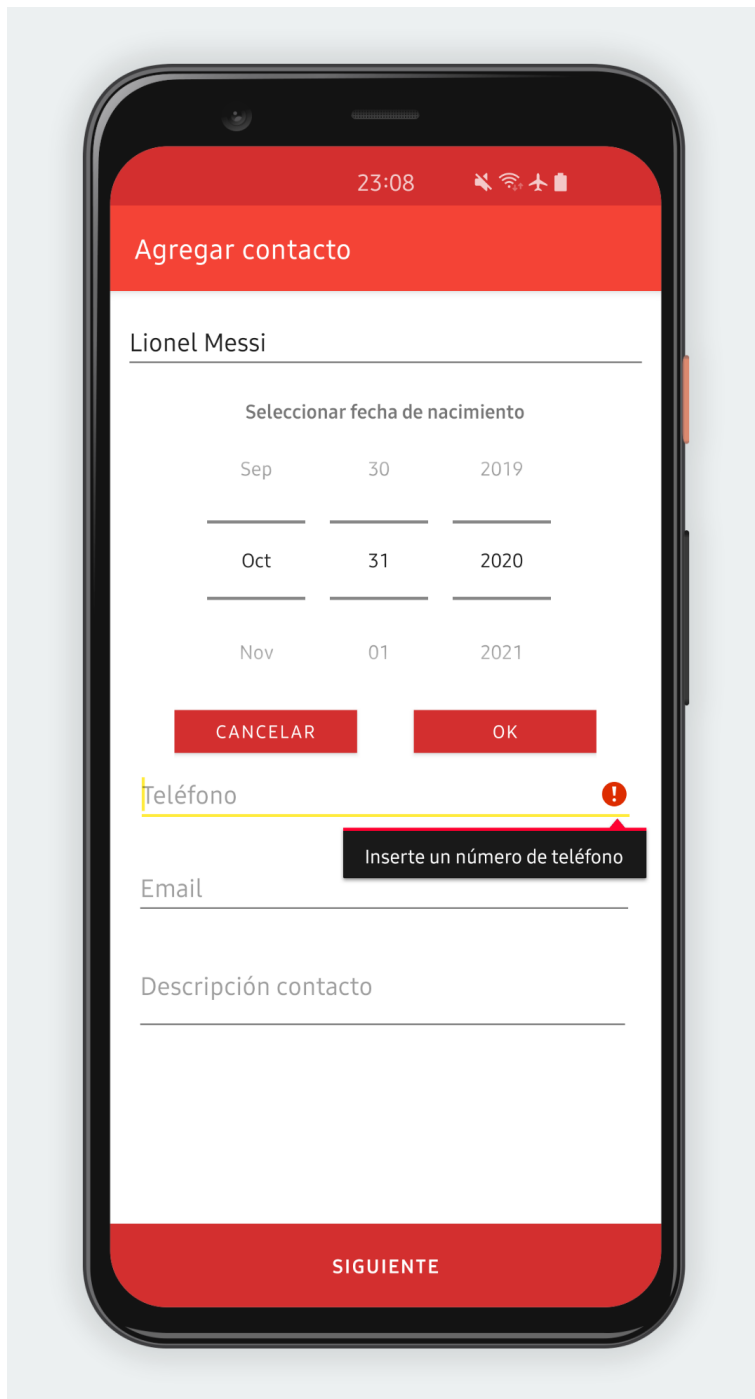 23:08
Agregar contacto
Lionel Messi
Seleccionar fecha de nacimiento
Sep 30 2019
Oct 31 2020
Nov 01 2021
CANCELAR OK
Teléfono
Inserte un número de teléfono
Email
Descripción contacto
SIGUIENTE